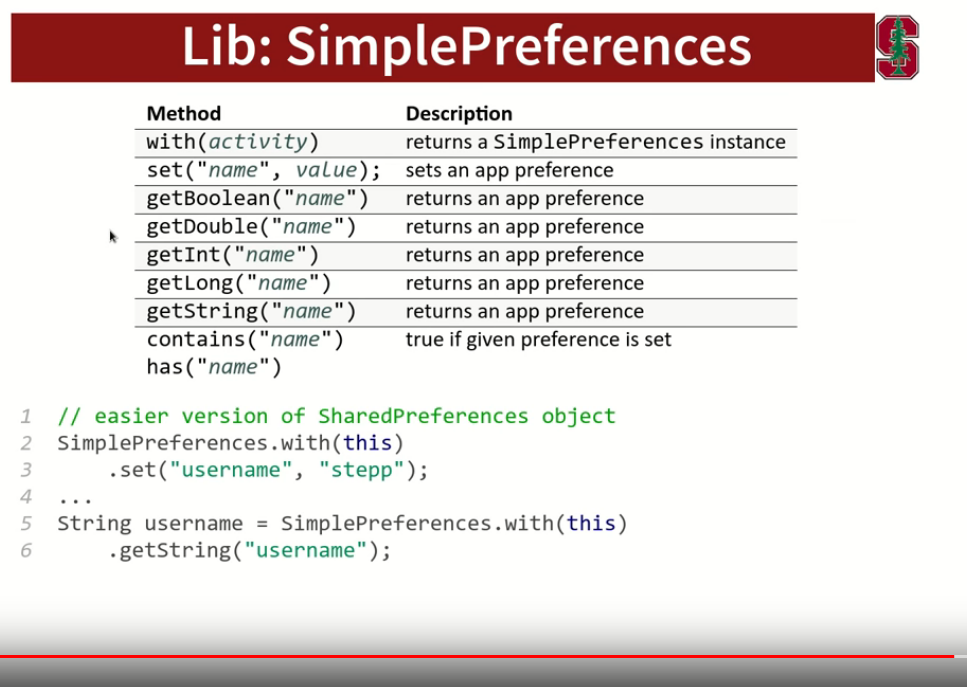 Lib: SimplePreferences
S
Method Description
with(activity) returns a SimplePreferences instance
set("name", value); sets an app preference
getBoolean("name") returns an app preference
getDouble("name") returns an app preference
getInt("name") returns an app preference
getLong("name") returns an app preference
getString("name") returns an app preference
contains("name") true if given preference is set
has("name")
1 // easier version of SharedPreferences object
2 SimplePreferences.with(this)
3 .set("username", "stepp");
4 ...
5 String username = SimplePreferences.with(this)
6 .getString("username");